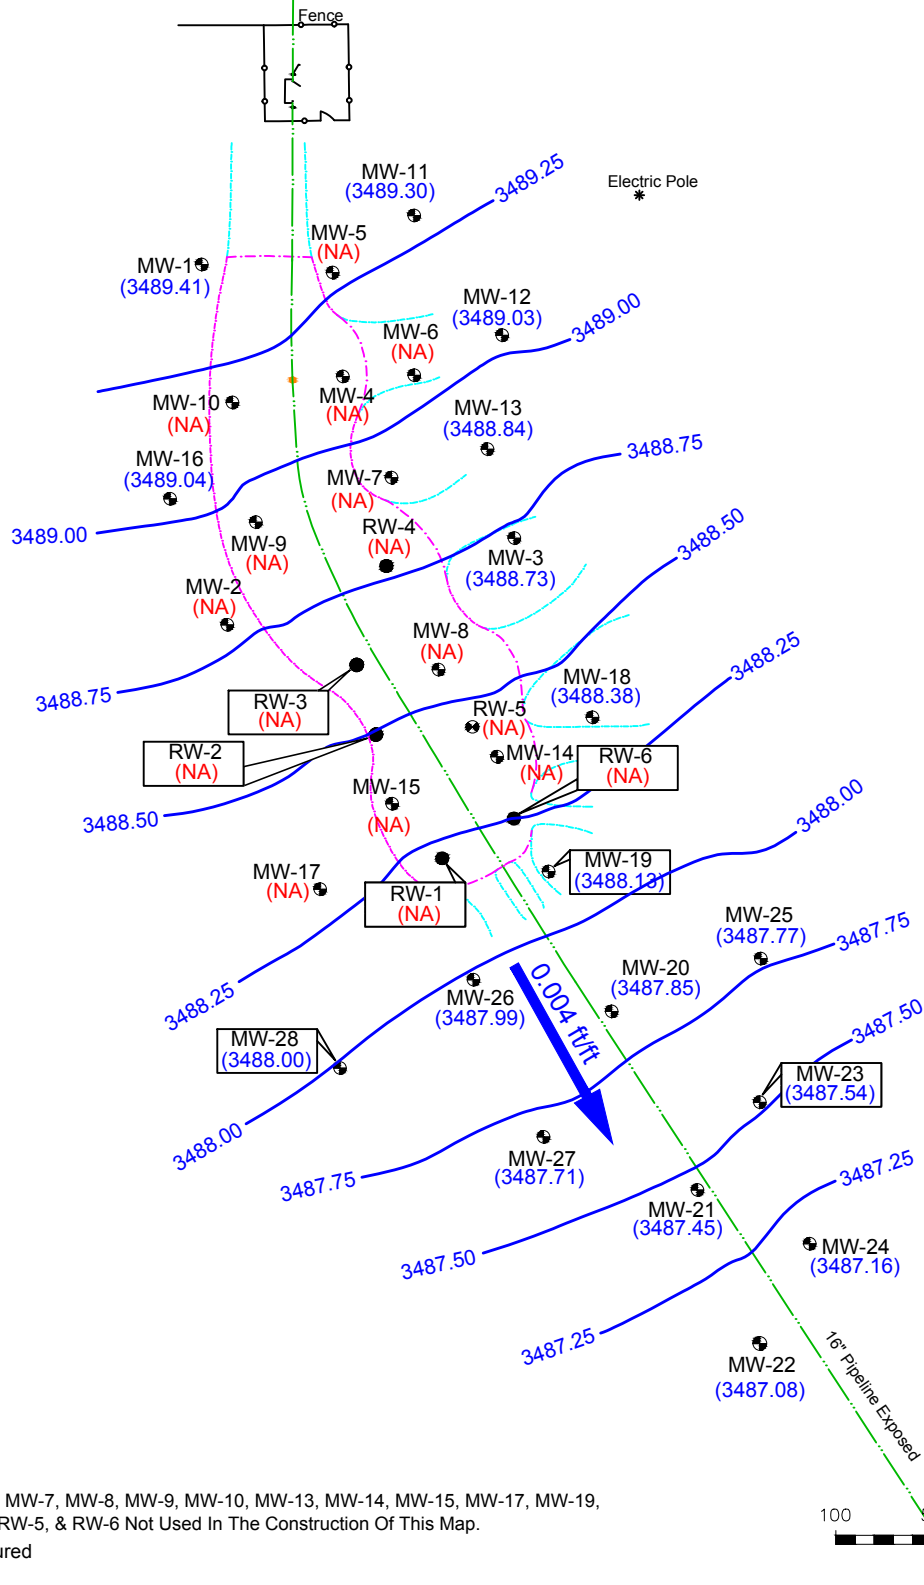 Fence
MW-11
(3489.30)
3489.25
Electric Pole
MW-5
(NA)
MW-1
(3489.41)
MW-12
(3489.03)
3489.00
MW-6
(NA)
MW-4
(NA)
MW-10
(NA)
MW-13
(3488.84)
3488.75
MW-16
(3489.04)
MW-7
(NA)
3489.00
RW-4
(NA)
MW-9
(NA)
MW-3
(3488.73)
3488.50
MW-2
(NA)
MW-8
(NA)
3488.25
3488.75
RW-3
(NA)
MW-18
(3488.38)
RW-5
(NA)
RW-2
(NA)
MW-14
(NA)
RW-6
(NA)
MW-15
(NA)
3488.50
3488.00
MW-17
(NA)
MW-19
(3488.13)
RW-1
(NA)
MW-25
(3487.77)
3487.75
3488.25
MW-26
(3487.99)
MW-20
(3487.85)
0.004 ft/ft
3487.50
MW-28
(3488.00)
MW-23
(3487.54)
3488.00
3487.75
MW-27
(3487.71)
3487.25
MW-21
(3487.45)
MW-24
(3487.16)
3487.50
3487.25
MW-22
(3487.08)
16" Pipeline Exposed
MW-7, MW-8, MW-9, MW-10, MW-13, MW-14, MW-15, MW-17, MW-19,
RW-5, & RW-6 Not Used In The Construction Of This Map.
ured
100